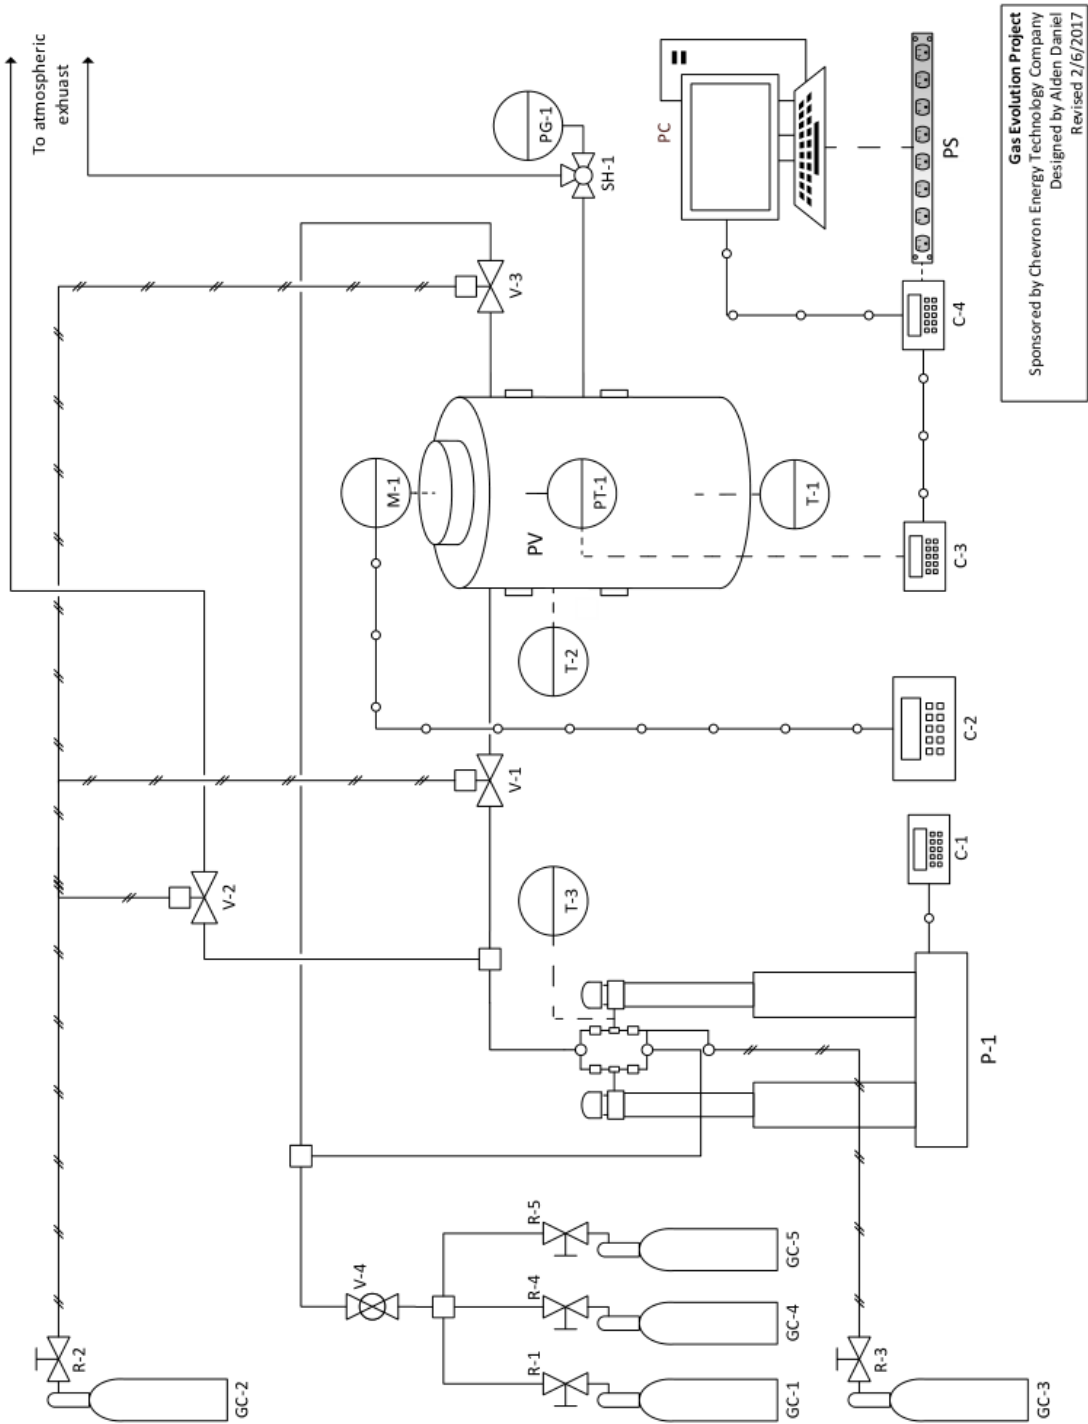 To atmospheric
exhuast
PG-1
SH-1
PC
PS
V-3
C-4
M-1
PV
PT-1
T-1
T-2
C-3
C-2
V-1
V-2
T-3
C-1
P-1
V-4
R-5
R-4
R-1
GC-5
GC-4
GC-1
R-2
GC-2
R-3
GC-3
Gas Evolution Project
Sponsored by Chevron Energy Technology Company
Designed by Alden Daniel
Revised 2/6/2017